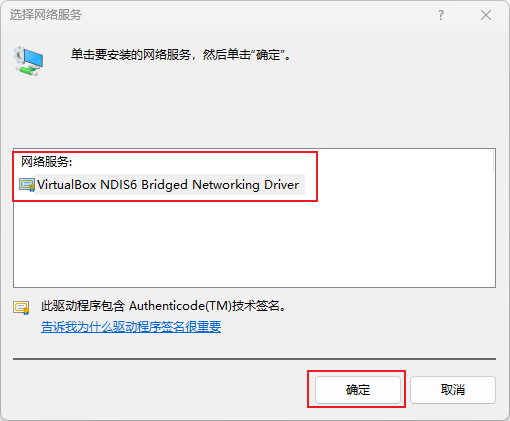 选择网络服务
?
单击要安装的网络服务，然后单击“确定”。
网络服务:
VirtualBox NDIS6 Bridged Networking Driver
此驱动程序包含 Authenticode(TM)技术签名。
告诉我为什么驱动程序签名很重要
确定
取消